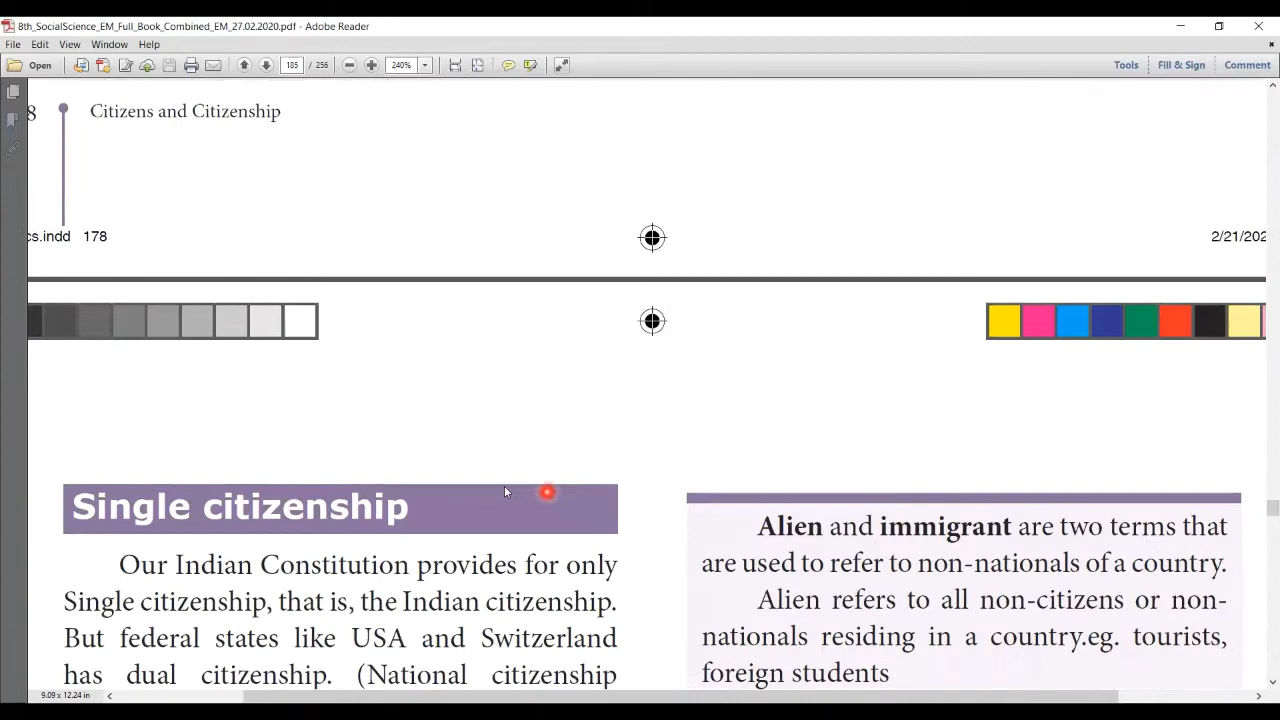 8th_SocialScience_EM_Full_Book_Combined_EM_27.02.2020.pdf - Adobe Reader
File Edit View Window Help
Open 185 / 256 240% Tools Fill & Sign Comment
8 Citizens and Citizenship
cs.indd 178 2/21/202
Single citizenship
Our Indian Constitution provides for only
Single citizenship, that is, the Indian citizenship.
But federal states like USA and Switzerland
has dual citizenship. (National citizenship
Alien and immigrant are two terms that
are used to refer to non-nationals of a country.
Alien refers to all non-citizens or non-
nationals residing in a country.eg. tourists,
foreign students
9.09 x 12.24 in